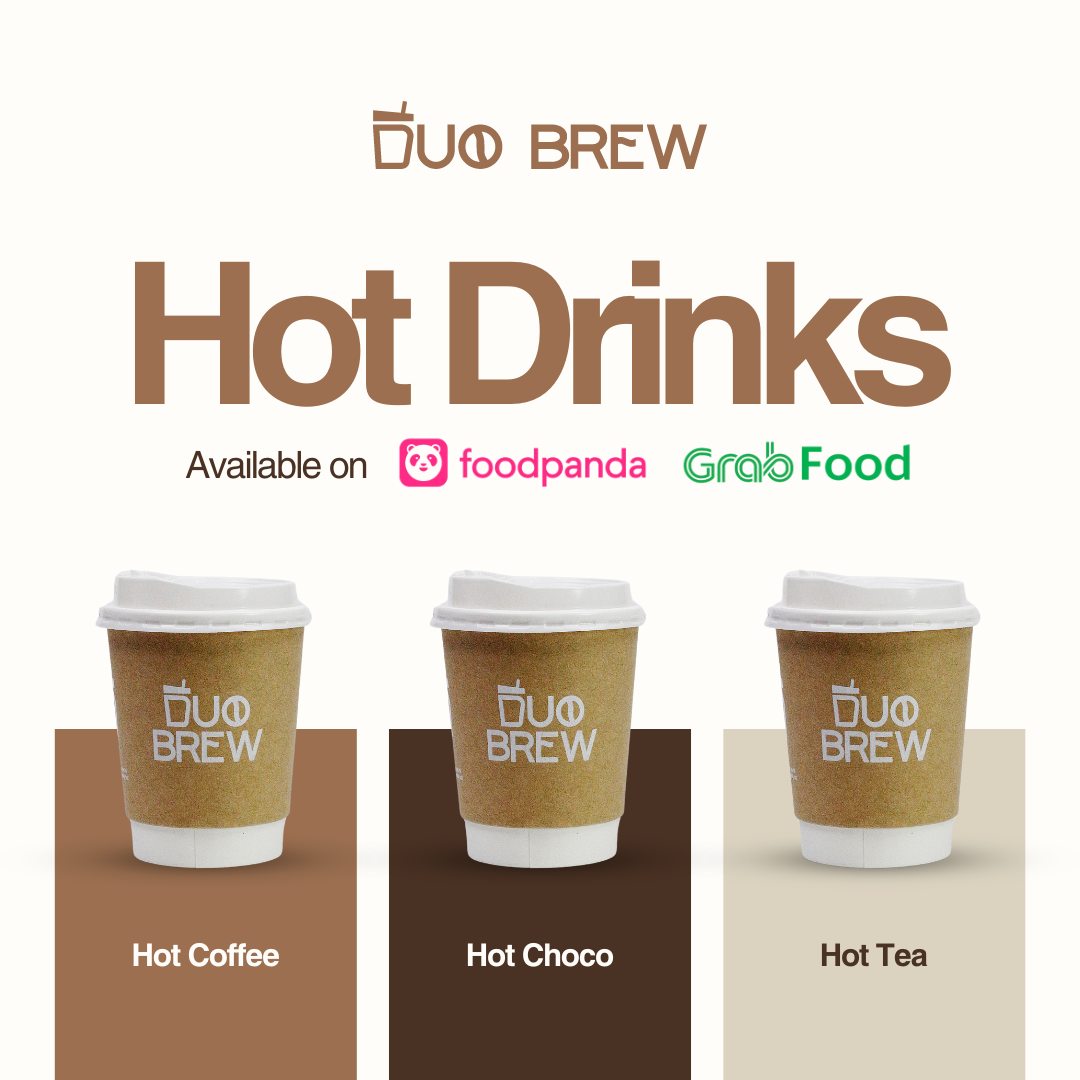 DUO BREW
Hot Drinks
Available on foodpanda GrabFood
DUO
BREW
DUO
BREW
DUO
BREW
Hot Coffee
Hot Choco
Hot Tea